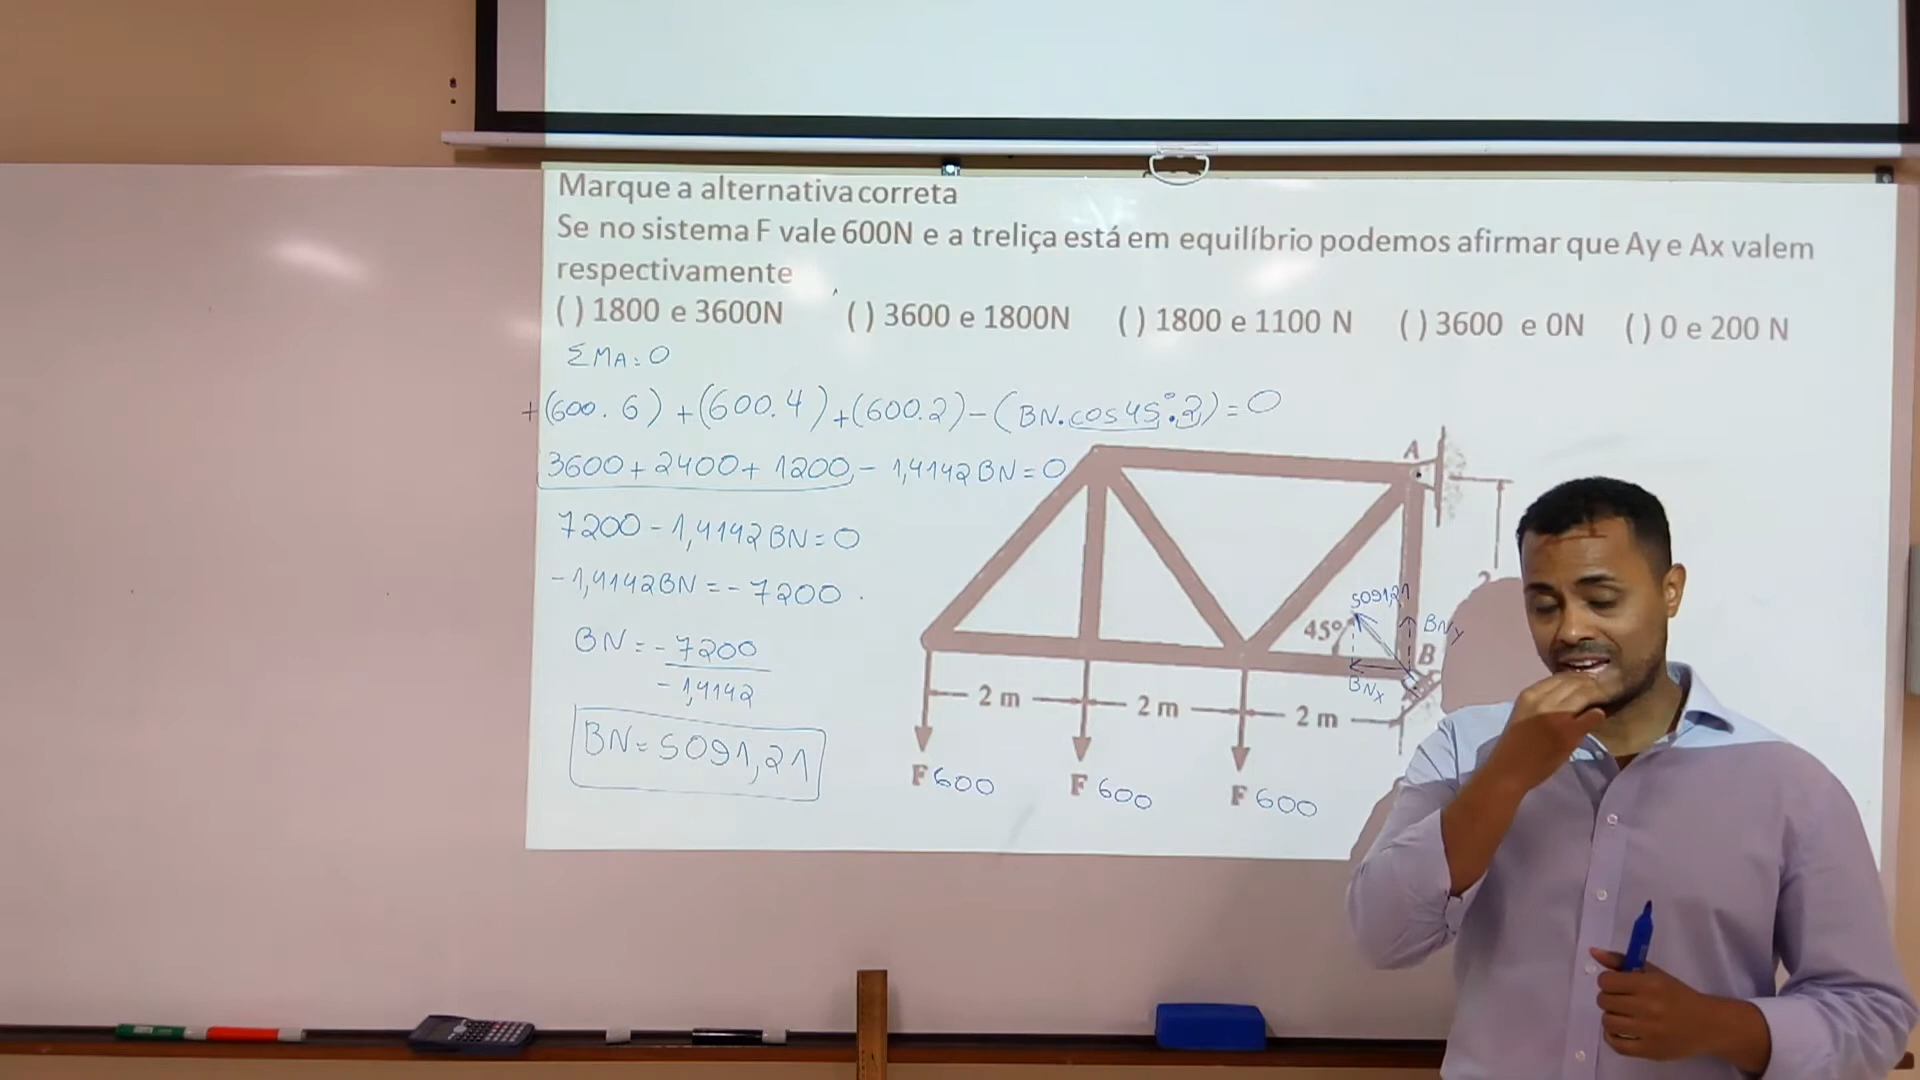 Marque a alternativa correta
Se no sistema F vale 600N e a treliça está em equilíbrio podemos afirmar que Ay e Ax valem
respectivamente
( ) 1800 e 3600N ( ) 3600 e 1800N ( ) 1800 e 1100 N ( ) 3600 e 0N ( ) 0 e 200 N
ΣMA = 0
+(600.6) +(600.4) +(600.2) - (BN.cos45°.2) = 0
3600 + 2400 + 1200 - 1,4142BN = 0
7200 - 1,4142BN = 0
-1,4142BN = -7200.
BN = -7200
-1,4142
BN = 5091,21
A
2
5091,21
45°
BNy
B
BNx
2 m 2 m 2 m
F 600 F 600 F 600